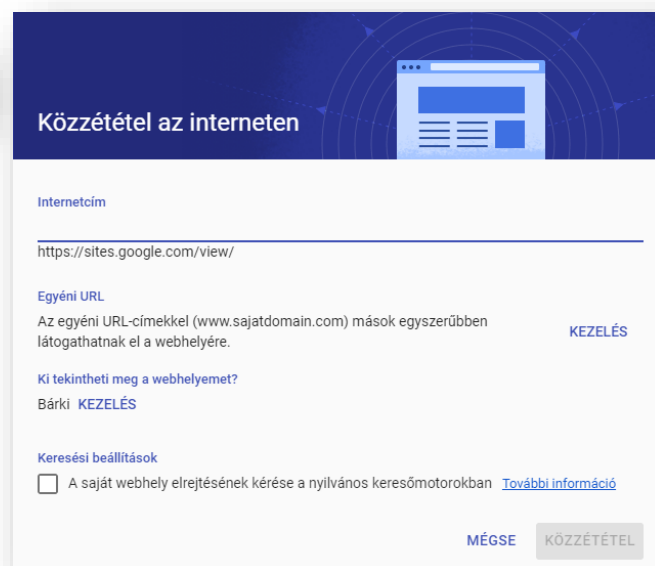 Közzététel az interneten
Internetcím
https://sites.google.com/view/
Egyéni URL
Az egyéni URL-címekkel (www.sajatdomain.com) mások egyszerűbben
látogathatnak el a webhelyére.
KEZELÉS
Ki tekintheti meg a webhelyemet?
Bárki KEZELÉS
Keresési beállítások
A saját webhely elrejtésének kérése a nyilvános keresőmotorokban További információ
MÉGSE KÖZZÉTÉTEL